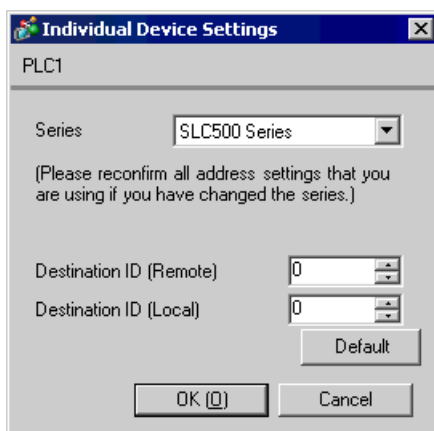 Individual Device Settings
PLC1
Series SLC500 Series
(Please reconfirm all address settings that you
are using if you have changed the series.)
Destination ID (Remote) 0
Destination ID (Local) 0
Default
OK (O) Cancel